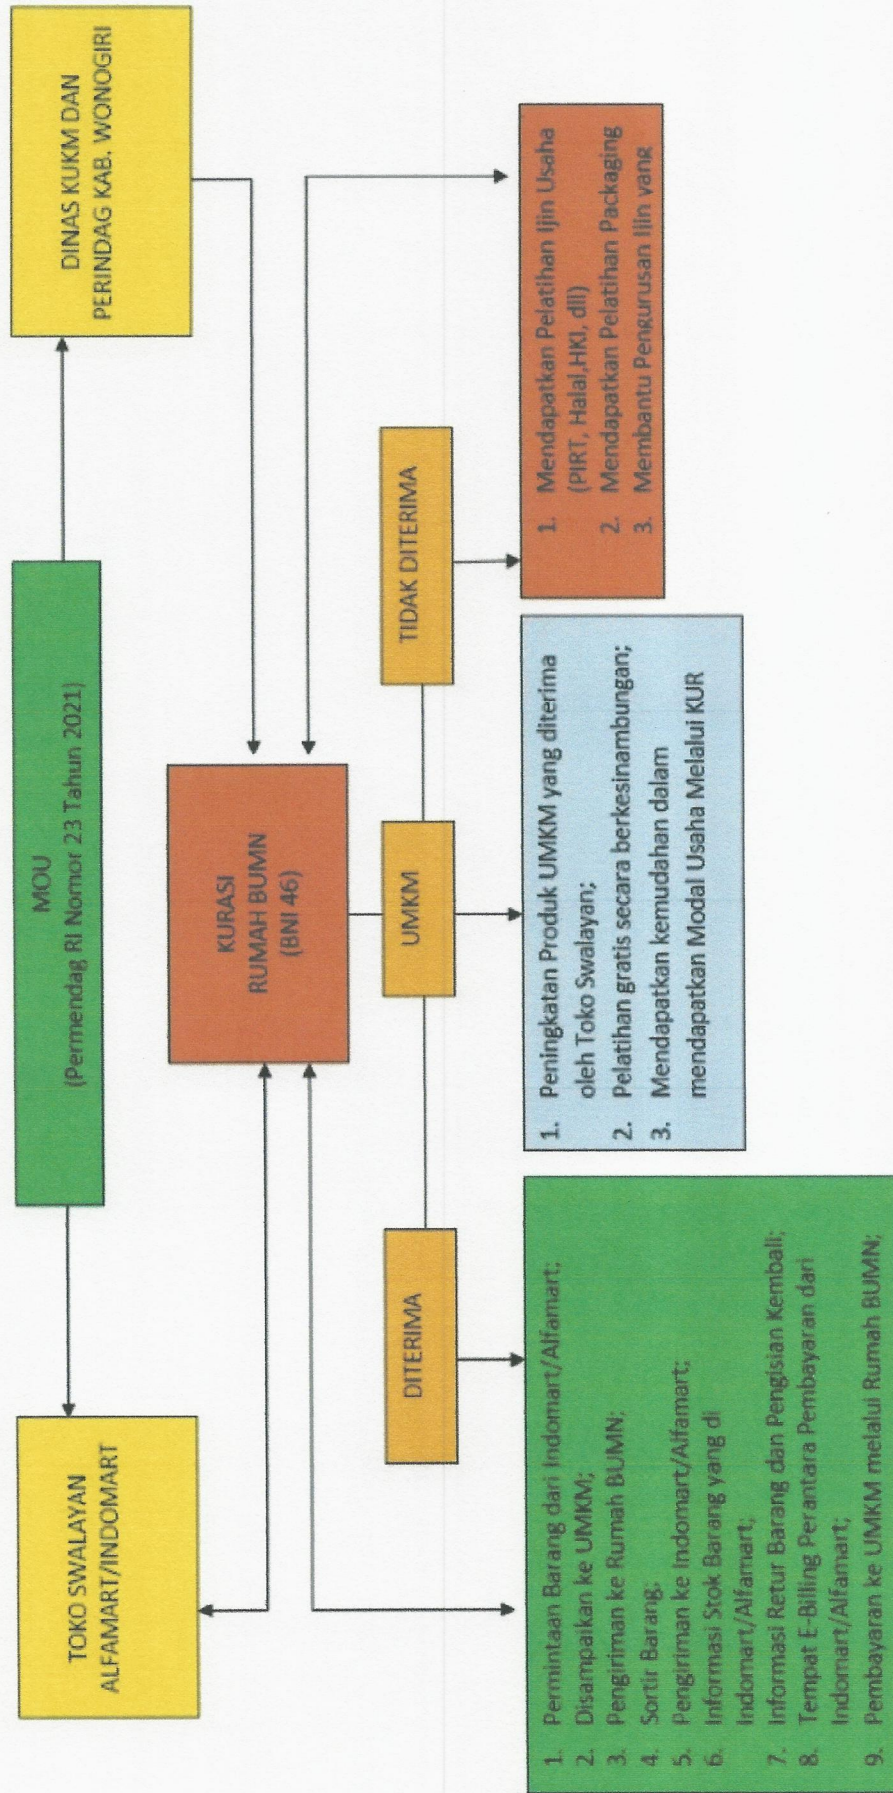 MOU
(Permendag RI Nomor 23 Tahun 2021)
TOKO SWALAYAN
ALFAMART/INDOMART
DINAS KUKM DAN
PERINDAG KAB. WONOGIRI
KURASI
RUMAH BUMN
(BNI 46)
DITERIMA
UMKM
TIDAK DITERIMA
1. Permintaan Barang dari Indomart/Alfamart;
2. Disampaikan ke UMKM;
3. Pengiriman ke Rumah BUMN;
4. Sortir Barang;
5. Pengiriman ke Indomart/Alfamart;
6. Informasi Stok Barang yang di
Indomart/Alfamart;
7. Informasi Retur Barang dan Pengisian Kembali;
8. Tempat E-Billing Perantara Pembayaran dari
Indomart/Alfamart;
9. Pembayaran ke UMKM melalui Rumah BUMN;
1. Peningkatan Produk UMKM yang diterima
oleh Toko Swalayan;
2. Pelatihan gratis secara berkesinambungan;
3. Mendapatkan kemudahan dalam
mendapatkan Modal Usaha Melalui KUR
1. Mendapatkan Pelatihan Ijin Usaha
(PIRT, Halal,HKI, dll)
2. Mendapatkan Pelatihan Packaging
3. Membantu Pengurusan Ijin yang